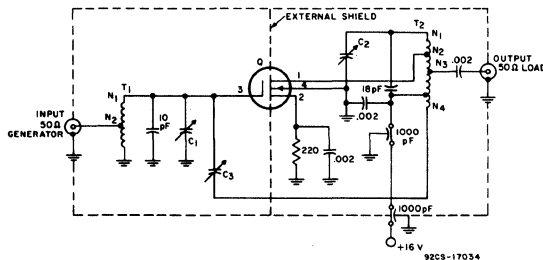 EXTERNAL SHIELD
T2
N1
N2
N3
N4
.002
OUTPUT
50Ω LOAD
C2
18pF
.002
1000
pF
Q
1
4
3
2
T1
N1
N2
INPUT
50Ω
GENERATOR
10
pF
C1
C3
220
.002
1000pF
+16 V
92CS-17034